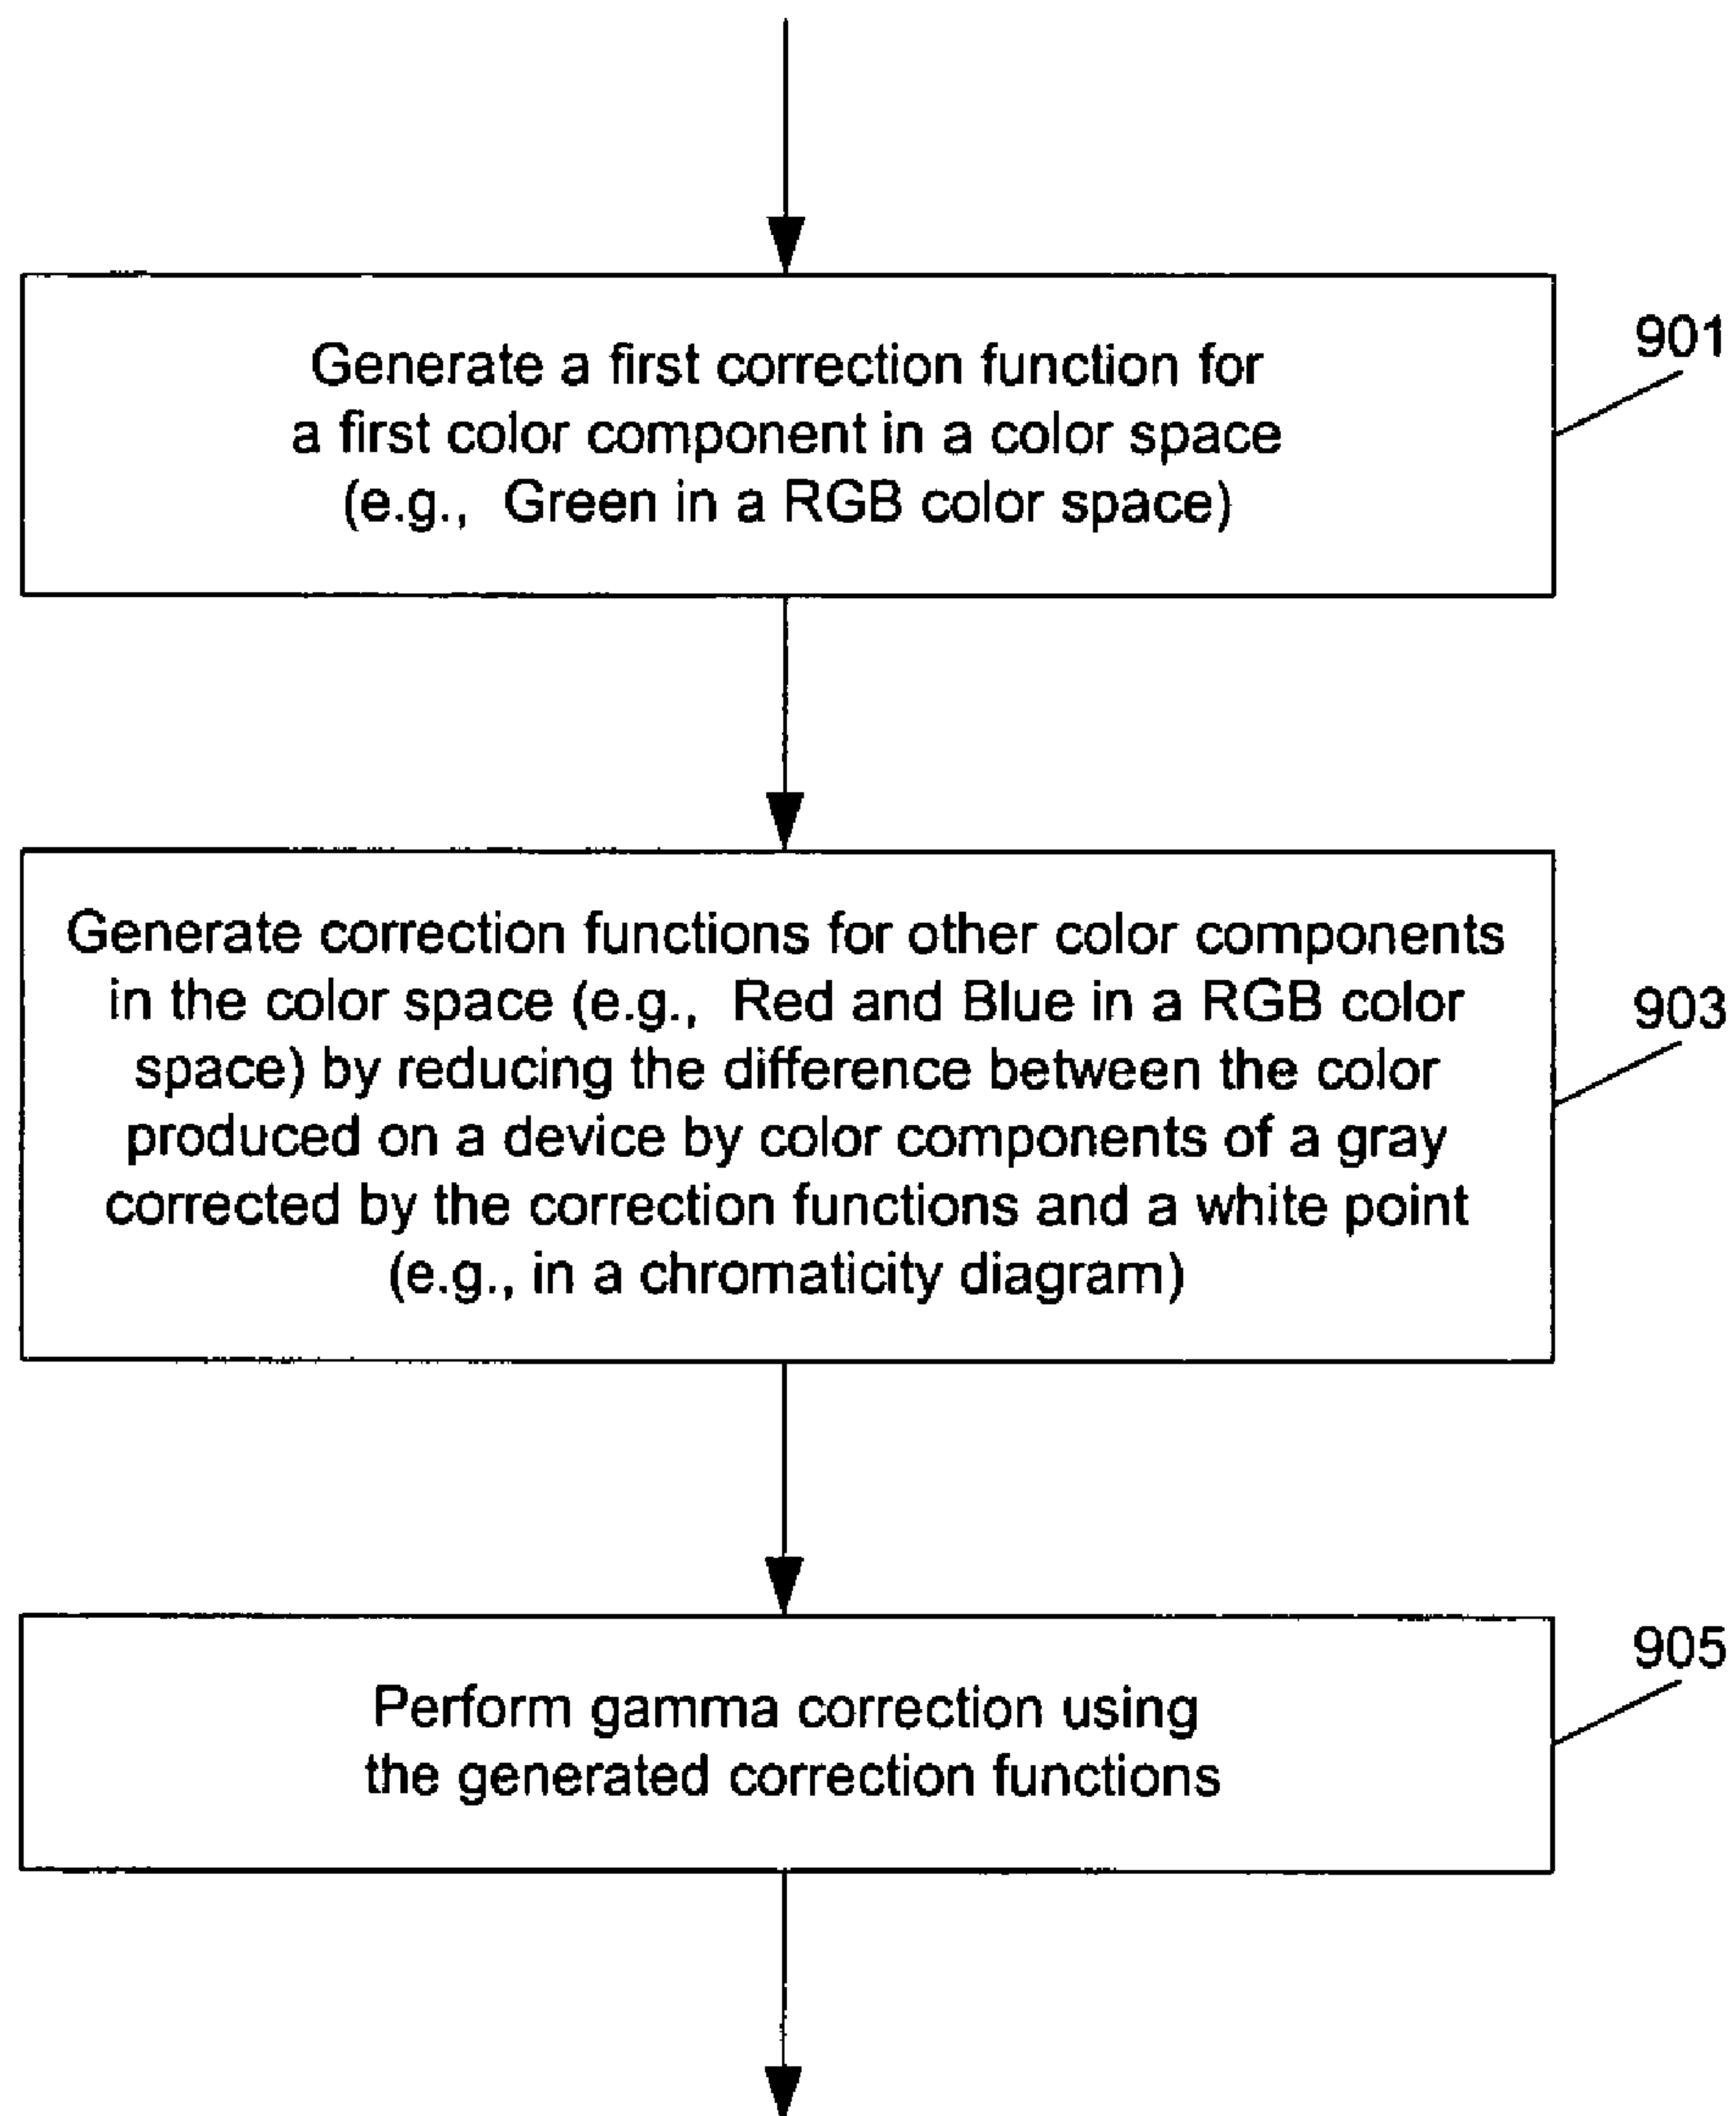 Generate a first correction function for
a first color component in a color space
(e.g., Green in a RGB color space)
901
Generate correction functions for other color components
in the color space (e.g., Red and Blue in a RGB color
space) by reducing the difference between the color
produced on a device by color components of a gray
corrected by the correction functions and a white point
(e.g., in a chromaticity diagram)
903
Perform gamma correction using
the generated correction functions
905